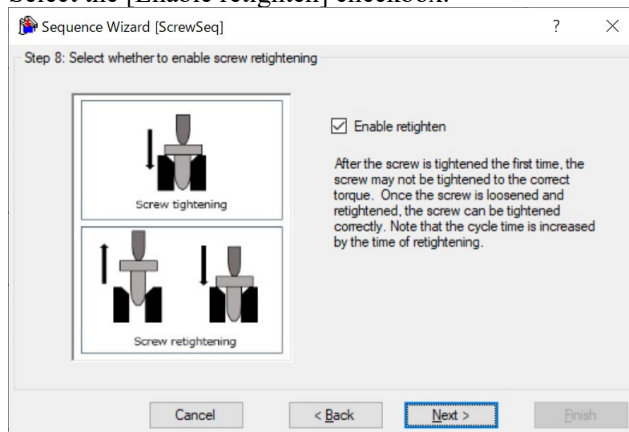 Select the [Enable retighten] checkbox.
Sequence Wizard [ScrewSeq]
?
Step 8: Select whether to enable screw retightening
Screw tightening
Screw retightening
Enable retighten
After the screw is tightened the first time, the
screw may not be tightened to the correct
torque. Once the screw is loosened and
retightened, the screw can be tightened
correctly. Note that the cycle time is increased
by the time of retightening.
Cancel
< Back
Next >
Finish